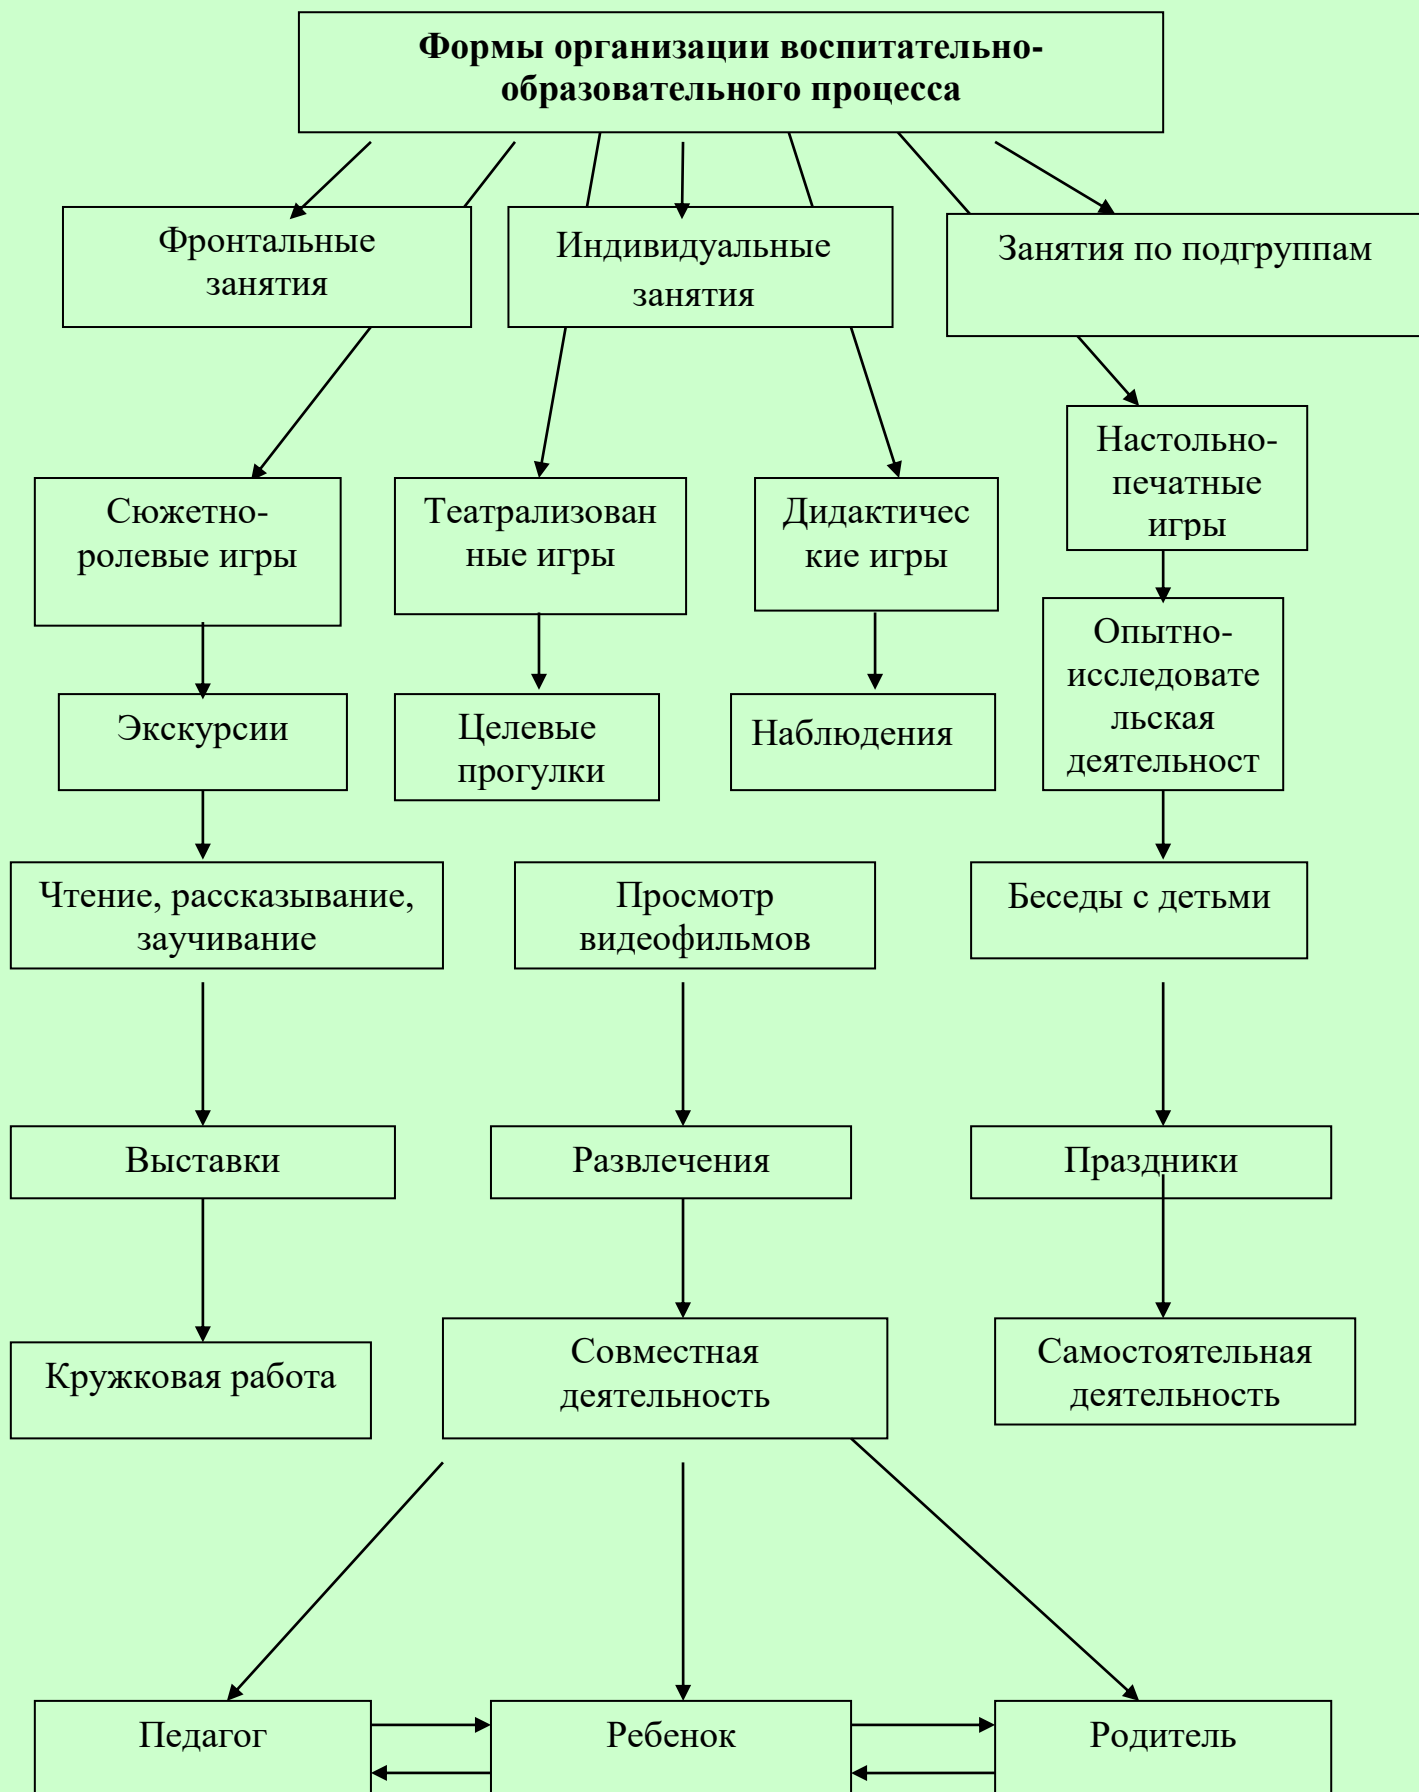 Формы организации воспитательно-
образовательного процесса
Фронтальные
занятия
Индивидуальные
занятия
Занятия по подгруппам
Настольно-
печатные
игры
Сюжетно-
ролевые игры
Театрализован
ные игры
Дидактичес
кие игры
Опытно-
исследовате
льская
деятельност
Экскурсии
Целевые
прогулки
Наблюдения
Чтение, рассказывание,
заучивание
Просмотр
видеофильмов
Беседы с детьми
Выставки
Развлечения
Праздники
Кружковая работа
Совместная
деятельность
Самостоятельная
деятельность
Педагог
Ребенок
Родитель